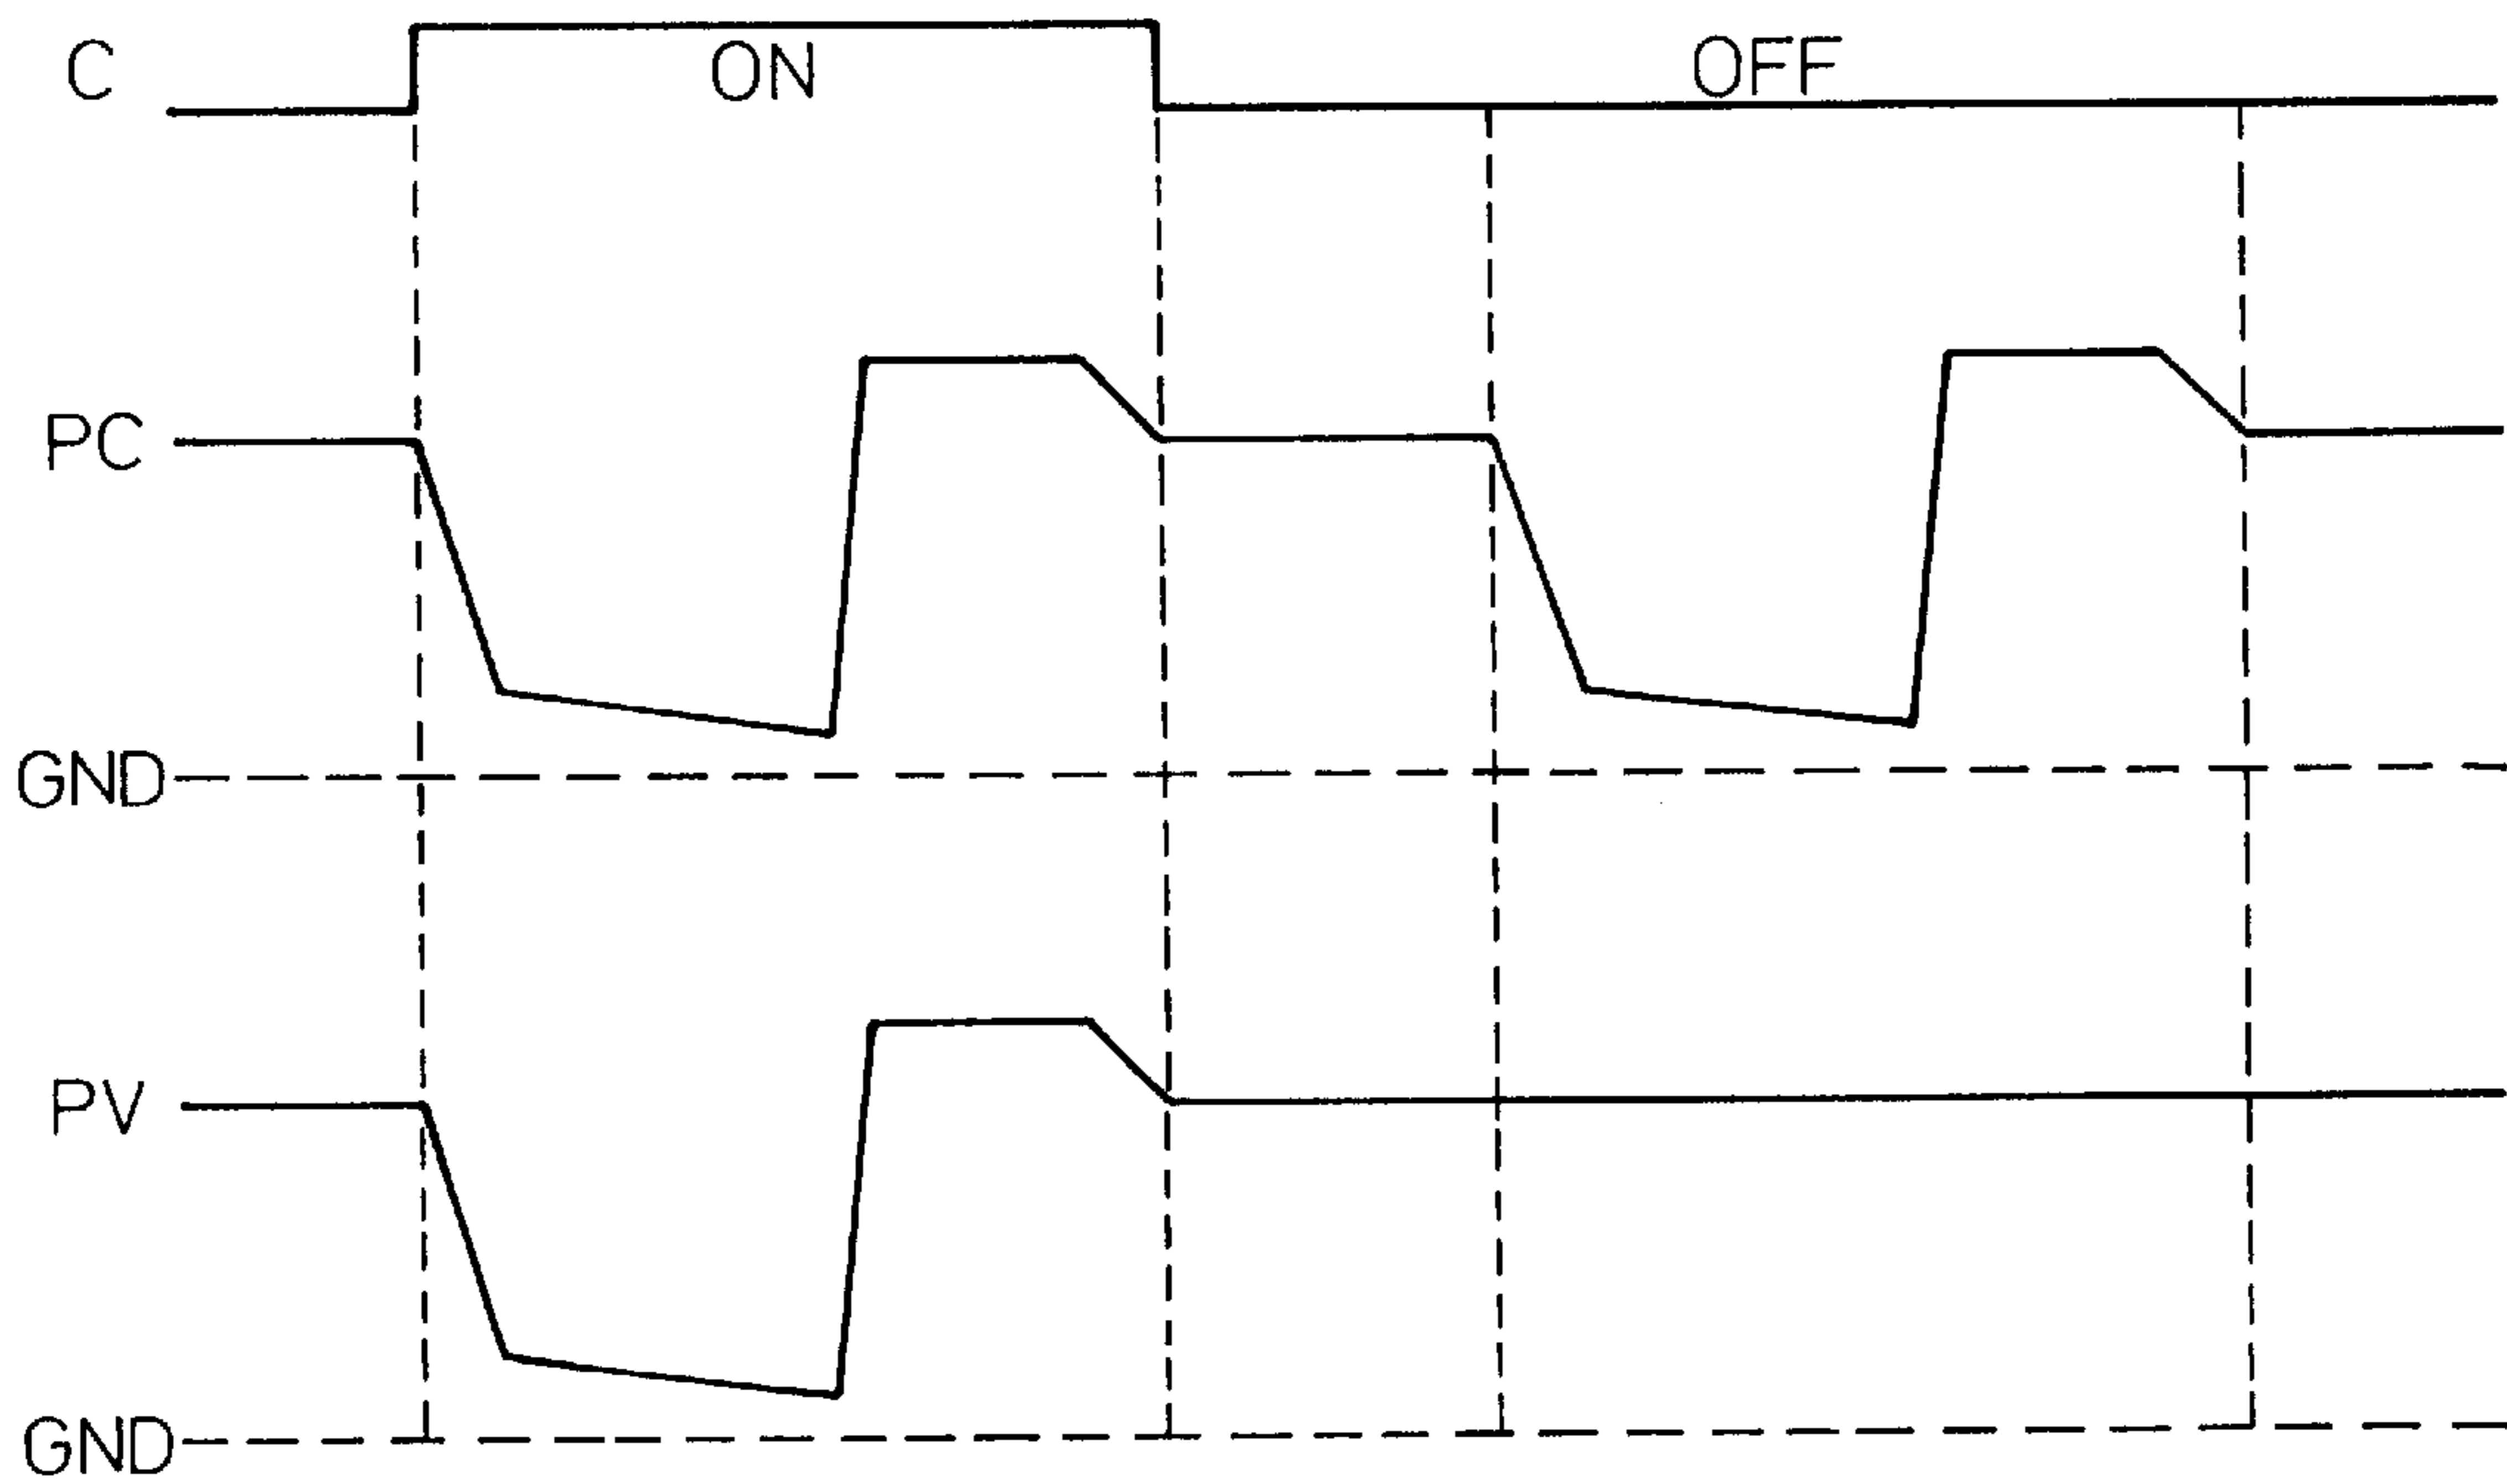 C ON OFF
PC
GND
PV
GND